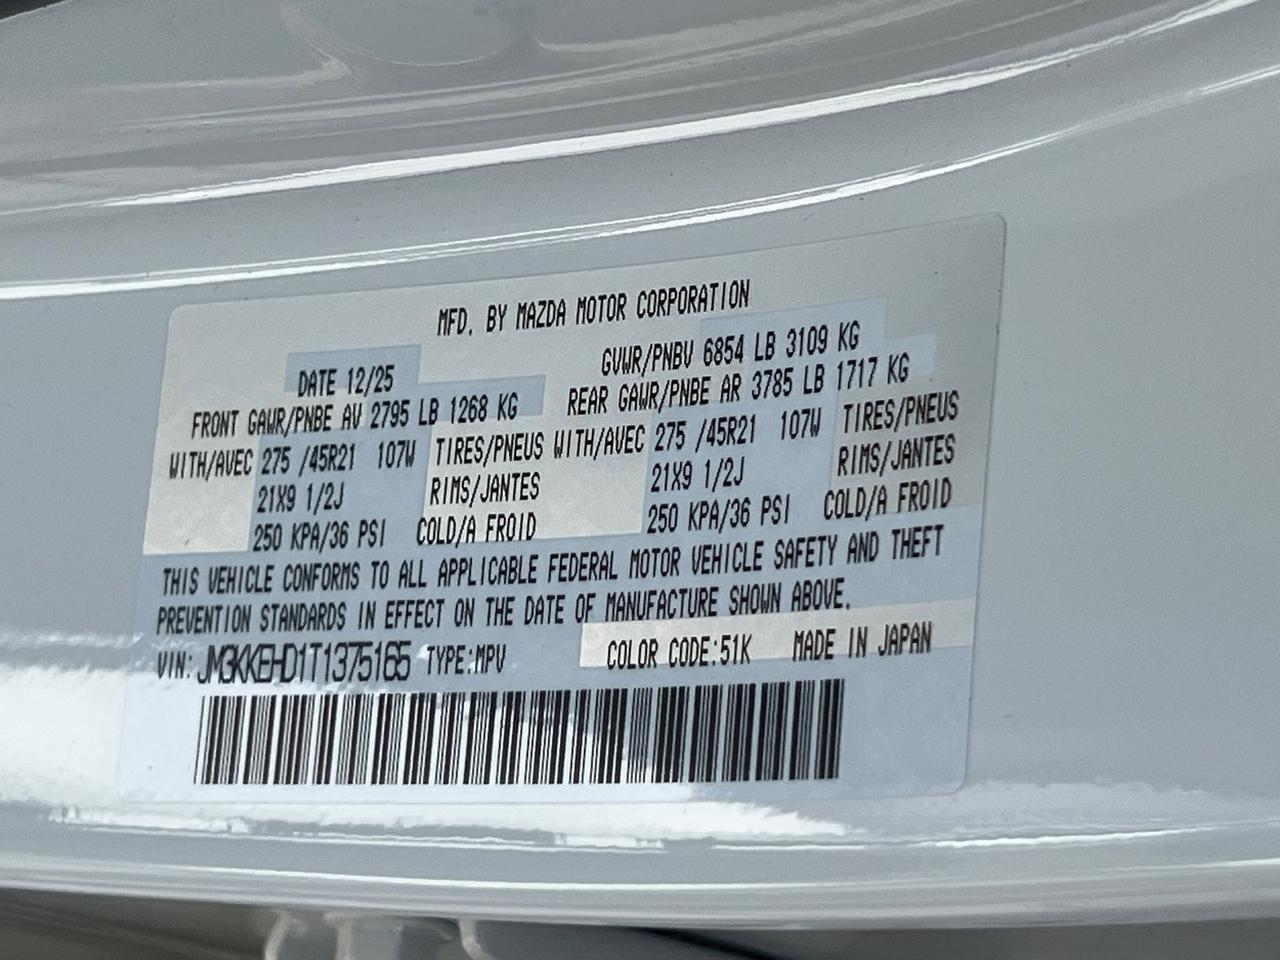 MFD. BY MAZDA MOTOR CORPORATION
DATE 12/25 GVWR/PNBV 6854 LB 3109 KG
FRONT GAWR/PNBE AV 2795 LB 1268 KG REAR GAWR/PNBE AR 3785 LB 1717 KG
WITH/AVEC 275 /45R21 107W TIRES/PNEUS WITH/AVEC 275 /45R21 107W TIRES/PNEUS
21X9 1/2J RIMS/JANTES 21X9 1/2J RIMS/JANTES
250 KPA/36 PSI COLD/A FROID 250 KPA/36 PSI COLD/A FROID
THIS VEHICLE CONFORMS TO ALL APPLICABLE FEDERAL MOTOR VEHICLE SAFETY AND THEFT
PREVENTION STANDARDS IN EFFECT ON THE DATE OF MANUFACTURE SHOWN ABOVE.
VIN: JM3KKEHD1T1375165 TYPE:MPV COLOR CODE:51K MADE IN JAPAN